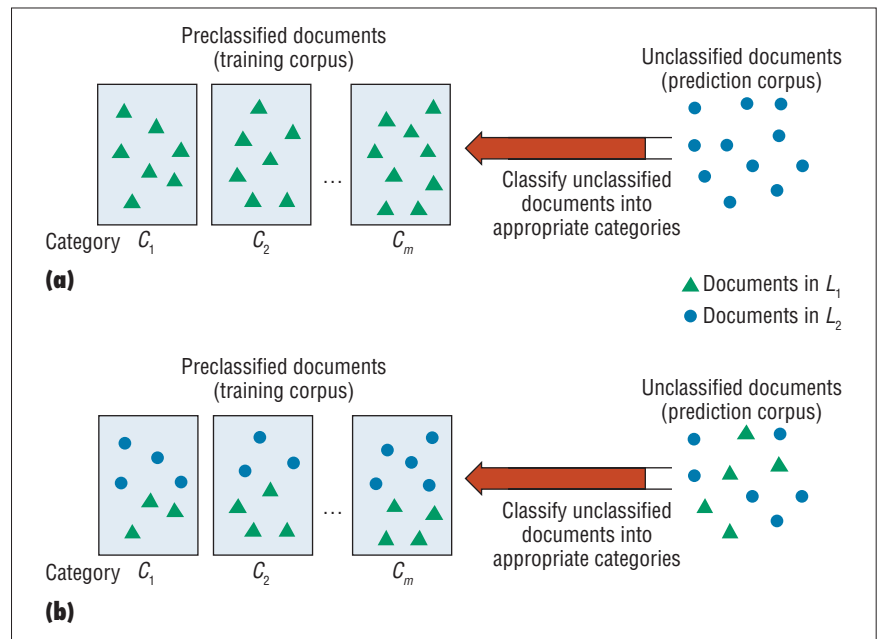 Preclassified documents
(training corpus)
Unclassified documents
(prediction corpus)
...
Classify unclassified
documents into
appropriate categories
Category C1 C2 Cm
(a)
Documents in L1
Documents in L2
Preclassified documents
(training corpus)
Unclassified documents
(prediction corpus)
...
Classify unclassified
documents into
appropriate categories
Category C1 C2 Cm
(b)